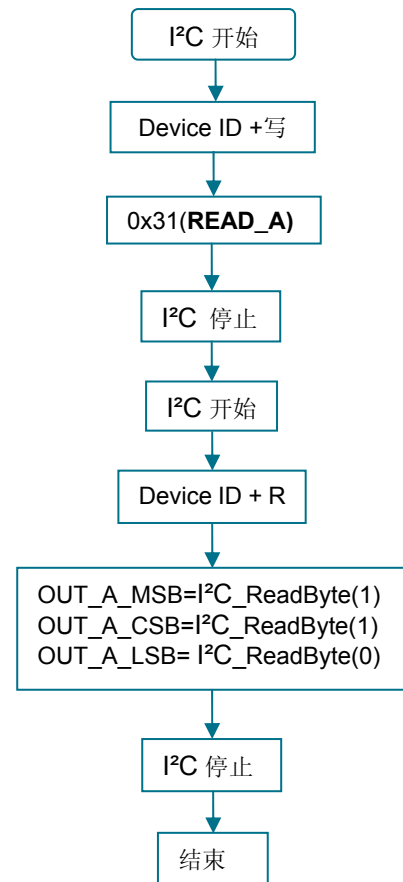 I²C 开始
Device ID +写
0x31(READ_A)
I²C 停止
I²C 开始
Device ID + R
OUT_A_MSB=I²C_ReadByte(1)
OUT_A_CSB=I²C_ReadByte(1)
OUT_A_LSB= I²C_ReadByte(0)
I²C 停止
结束